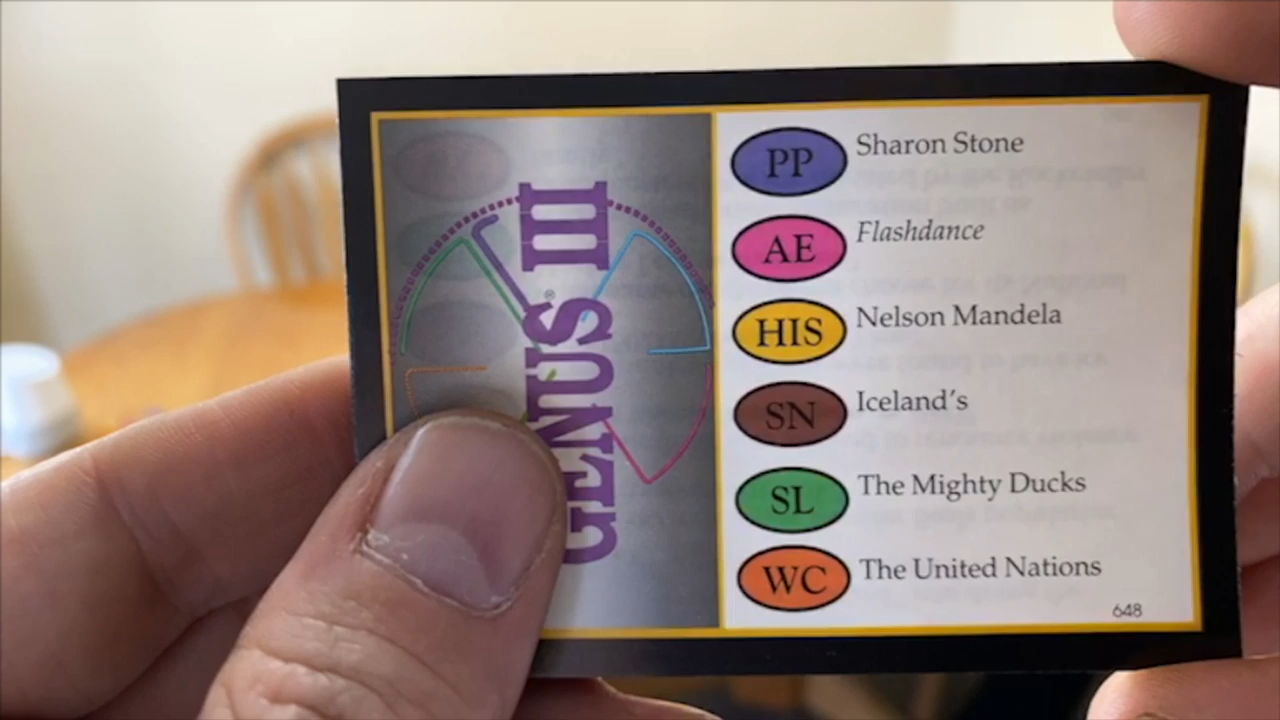 GENUS III
PP Sharon Stone
AE Flashdance
HIS Nelson Mandela
SN Iceland's
SL The Mighty Ducks
WC The United Nations
648